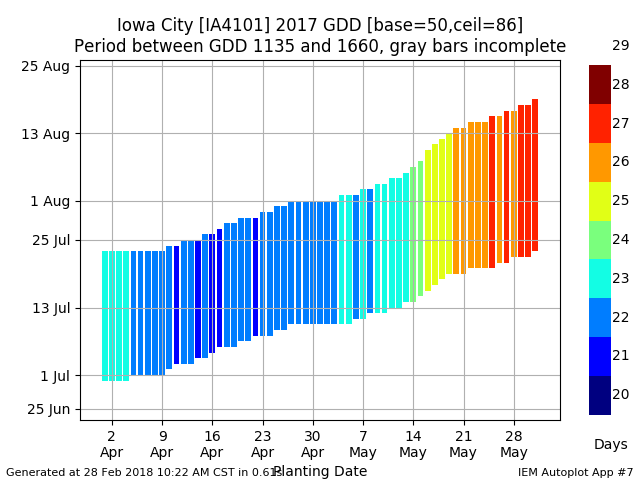 Iowa City [IA4101] 2017 GDD [base=50,ceil=86]
Period between GDD 1135 and 1660, gray bars incomplete
25 Aug
13 Aug
1 Aug
25 Jul
13 Jul
1 Jul
25 Jun
2 9 16 23 30 7 14 21 28
Apr Apr Apr Apr Apr May May May May
Planting Date
29
28
27
26
25
24
23
22
21
20
Days
Generated at 28 Feb 2018 10:22 AM CST in 0.61s
IEM Autoplot App #7